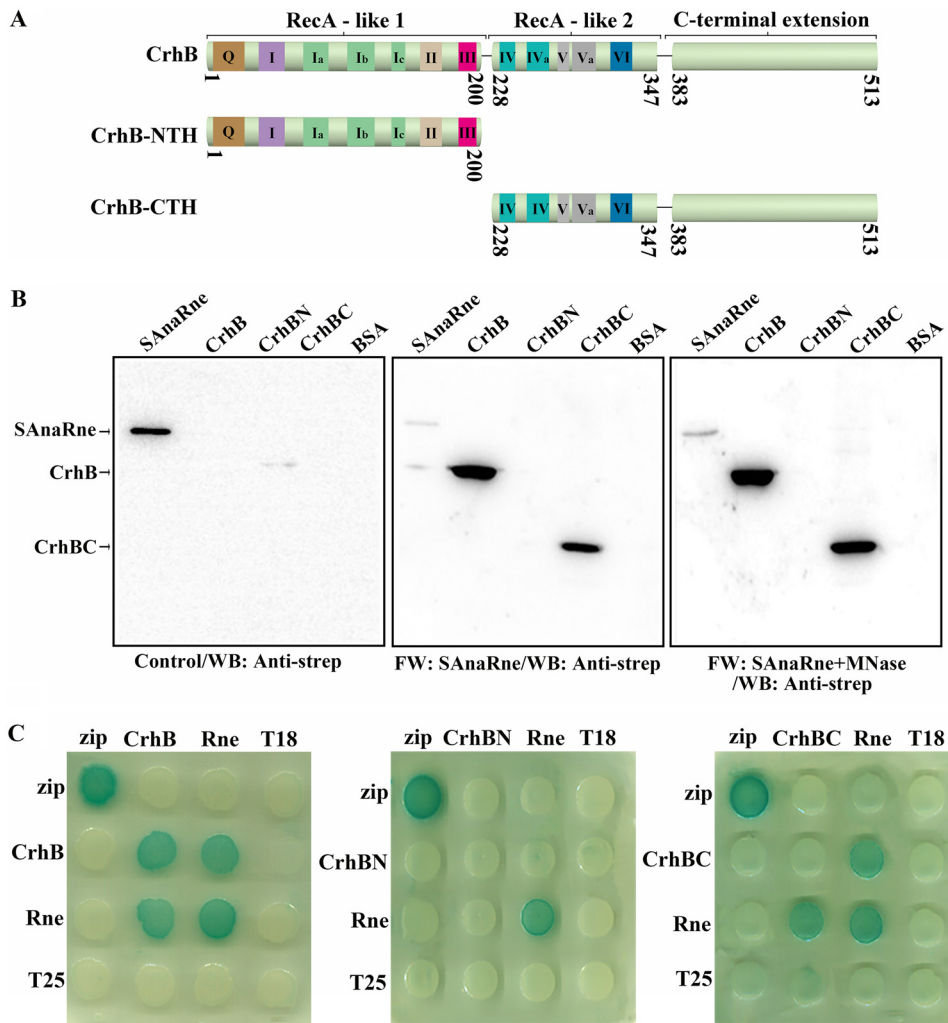 A
RecA - like 1
RecA - like 2
C-terminal extension
CrhB
Q I Ia Ib Ic II III IV IVa V Va VI
1 200 228 347 383 513
CrhB-NTH
Q I Ia Ib Ic II III
1 200
CrhB-CTH
IV IV V Va VI
228 347 383 513
B
SAnaRne CrhB CrhBN CrhBC BSA
SAnaRne CrhB CrhBN CrhBC BSA
SAnaRne CrhB CrhBN CrhBC BSA
SAnaRne
CrhB
CrhBC
Control/WB: Anti-strep
FW: SAnaRne/WB: Anti-strep
FW: SAnaRne+MNase
/WB: Anti-strep
C
zip CrhB Rne T18
zip
CrhB
Rne
T25
zip CrhBN Rne T18
zip
CrhBN
Rne
T25
zip CrhBC Rne T18
zip
CrhBC
Rne
T25